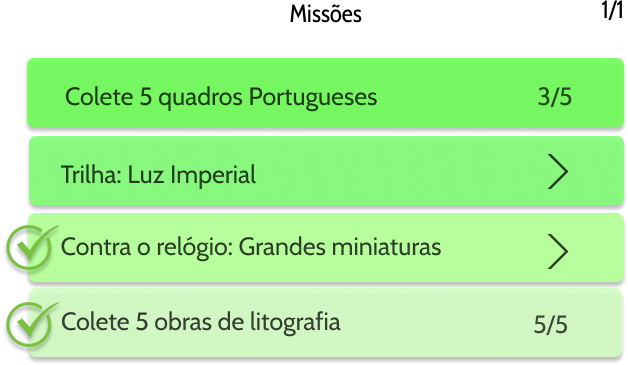 Missões 1/1
Colete 5 quadros Portugueses 3/5
Trilha: Luz Imperial
Contra o relógio: Grandes miniaturas
Colete 5 obras de litografia 5/5